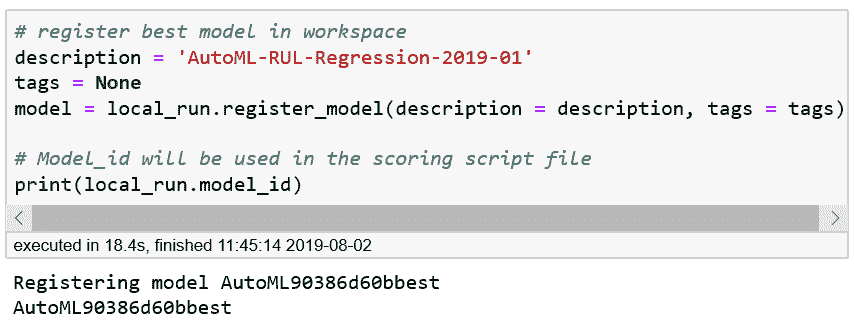 # register best model in workspace
description = 'AutoML-RUL-Regression-2019-01'
tags = None
model = local_run.register_model(description = description, tags = tags)
# Model_id will be used in the scoring script file
print(local_run.model_id)
executed in 18.4s, finished 11:45:14 2019-08-02
Registering model AutoML90386d60bbest
AutoML90386d60bbest